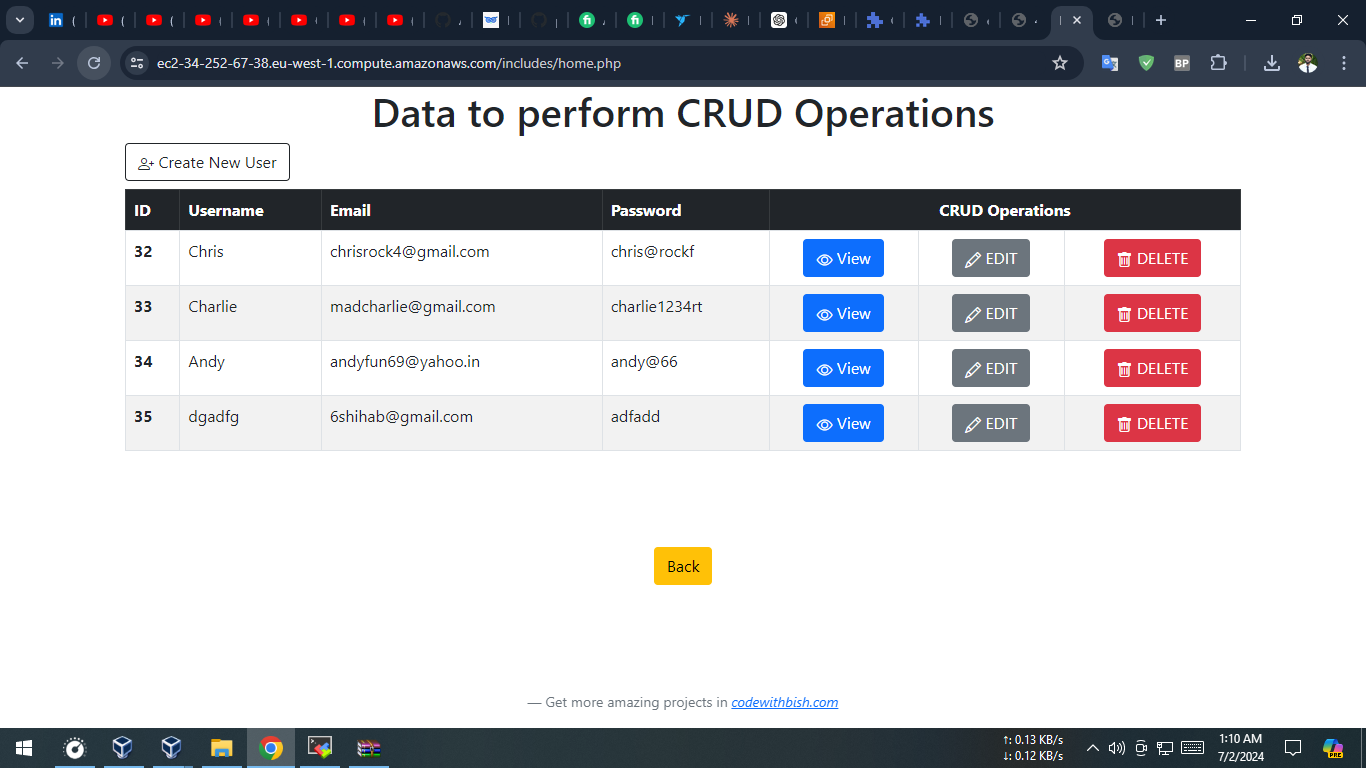 ec2-34-252-67-38.eu-west-1.compute.amazonaws.com/includes/home.php
BP
Data to perform CRUD Operations
Create New User
ID Username Email Password CRUD Operations
32 Chris chrisrock4@gmail.com chris@rockf View EDIT DELETE
33 Charlie madcharlie@gmail.com charlie1234rt View EDIT DELETE
34 Andy andyfun69@yahoo.in andy@66 View EDIT DELETE
35 dgadfg 6shihab@gmail.com adfadd View EDIT DELETE
Back
— Get more amazing projects in codewithbish.com
↑: 0.13 KB/s
↓: 0.12 KB/s
1:10 AM
7/2/2024
PRE